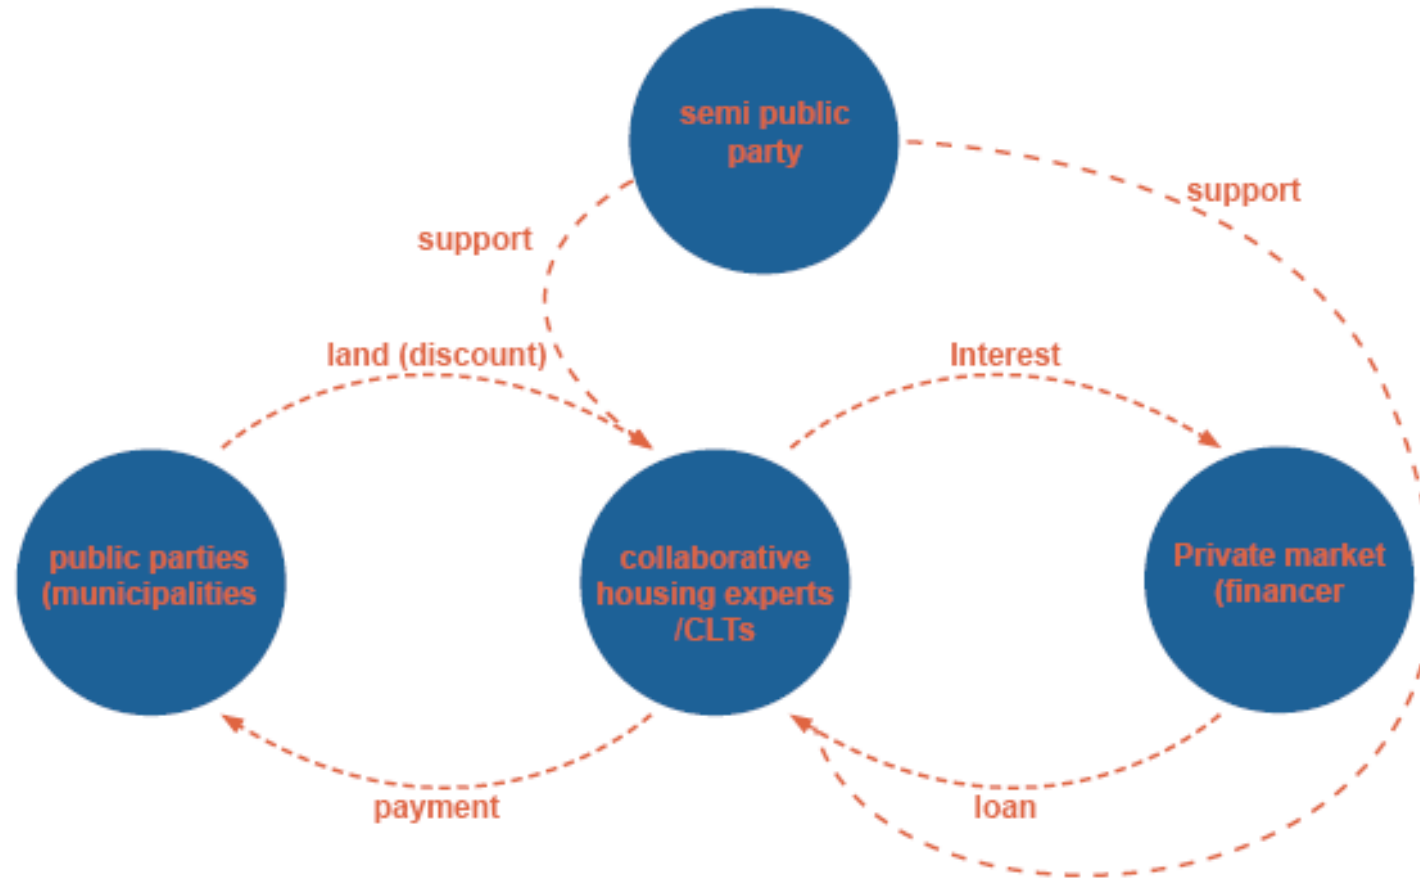 semi public
party
support
support
land (discount)
Interest
public parties
(municipalities
collaborative
housing experts
/CLTs
Private market
(financer
payment
loan